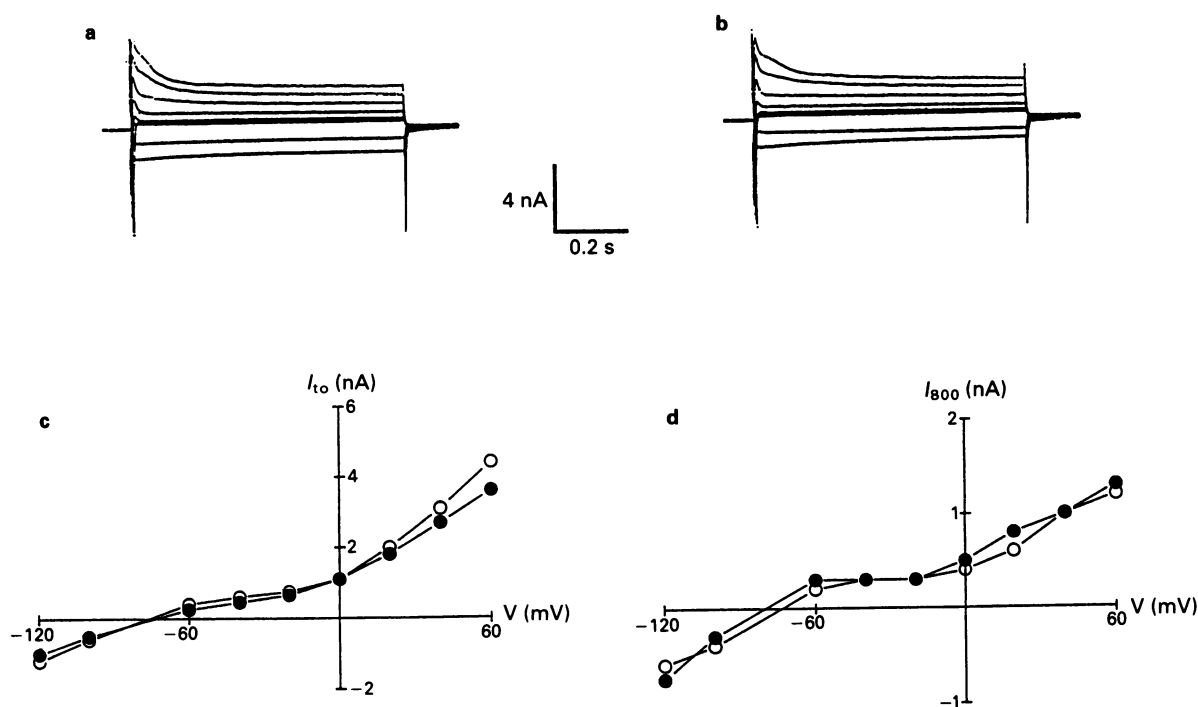 a
b
4 nA
0.2 s
c
I_to (nA)
6
4
2
−120
−60
60
V (mV)
−2
d
I_800 (nA)
2
1
−120
−60
60
V (mV)
−1